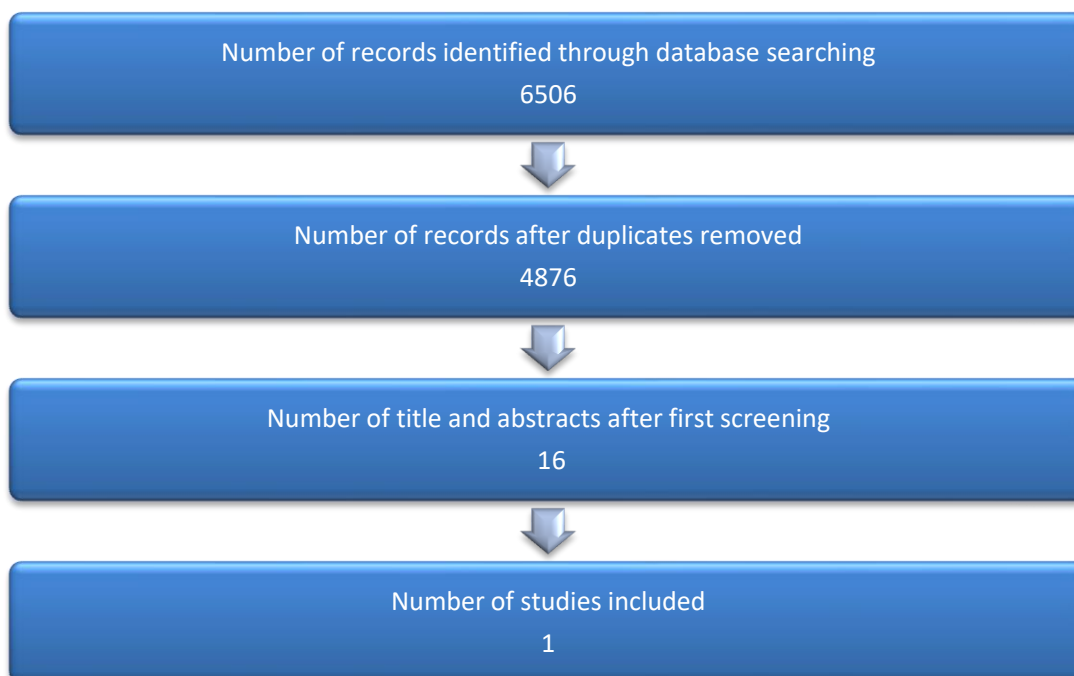 Number of records identified through database searching
6506
Number of records after duplicates removed
4876
Number of title and abstracts after first screening
16
Number of studies included
1